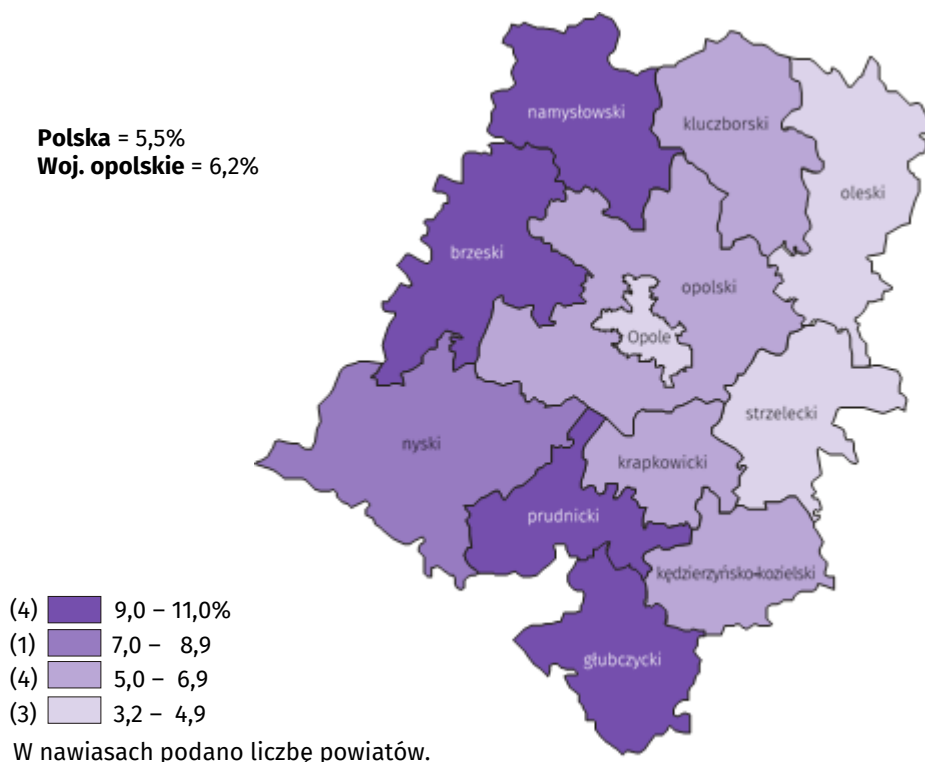 Polska = 5,5%
Woj. opolskie = 6,2%
namysłowski
kluczborski
oleski
brzeski
opolski
Opole
strzelecki
nyski
krapkowicki
prudnicki
kędzierzyńsko-kozielski
głubczycki
(4) 9,0 – 11,0%
(1) 7,0 – 8,9
(4) 5,0 – 6,9
(3) 3,2 – 4,9
W nawiasach podano liczbę powiatów.